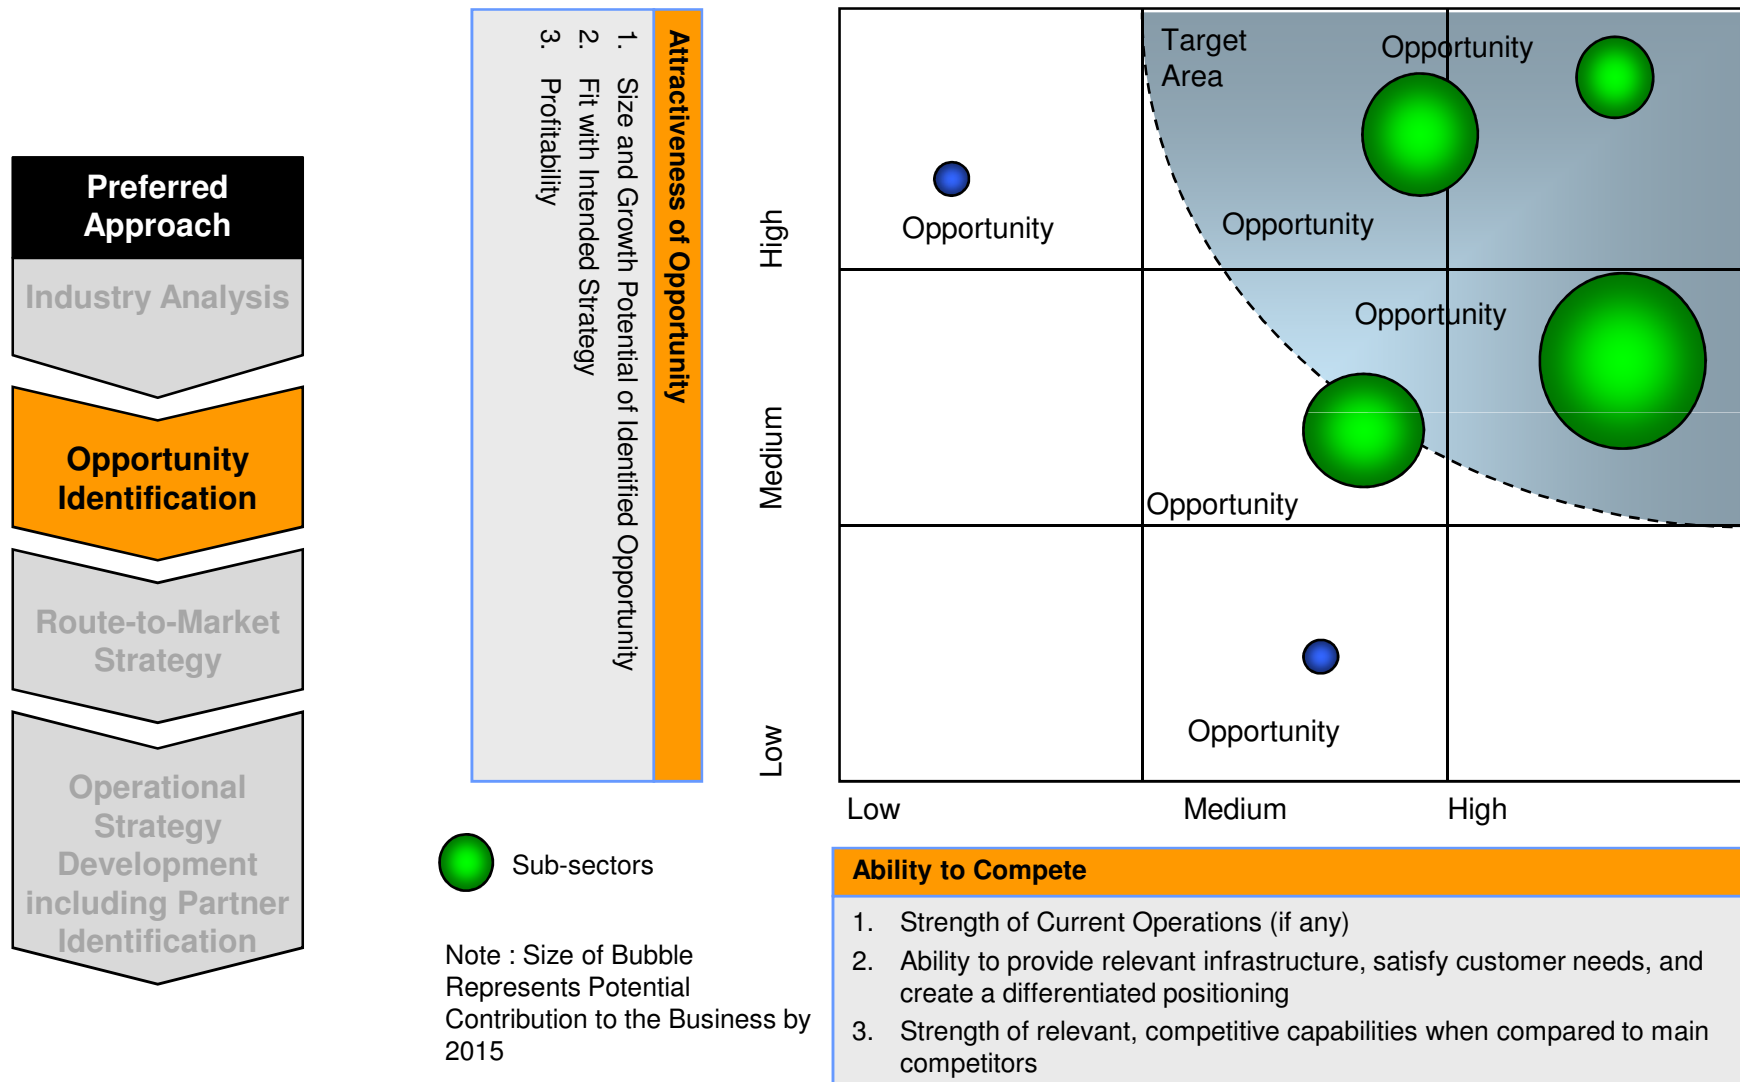 Preferred
Approach
Industry Analysis
Opportunity
Identification
Route-to-Market
Strategy
Operational
Strategy
Development
including Partner
Identification
Attractiveness of Opportunity
1. Size and Growth Potential of Identified Opportunity
2. Fit with Intended Strategy
3. Profitability
High
Medium
Low
Target
Area
Opportunity
Opportunity
Opportunity
Opportunity
Opportunity
Opportunity
Low
Medium
High
Sub-sectors
Note : Size of Bubble
Represents Potential
Contribution to the Business by
2015
Ability to Compete
1. Strength of Current Operations (if any)
2. Ability to provide relevant infrastructure, satisfy customer needs, and
create a differentiated positioning
3. Strength of relevant, competitive capabilities when compared to main
competitors